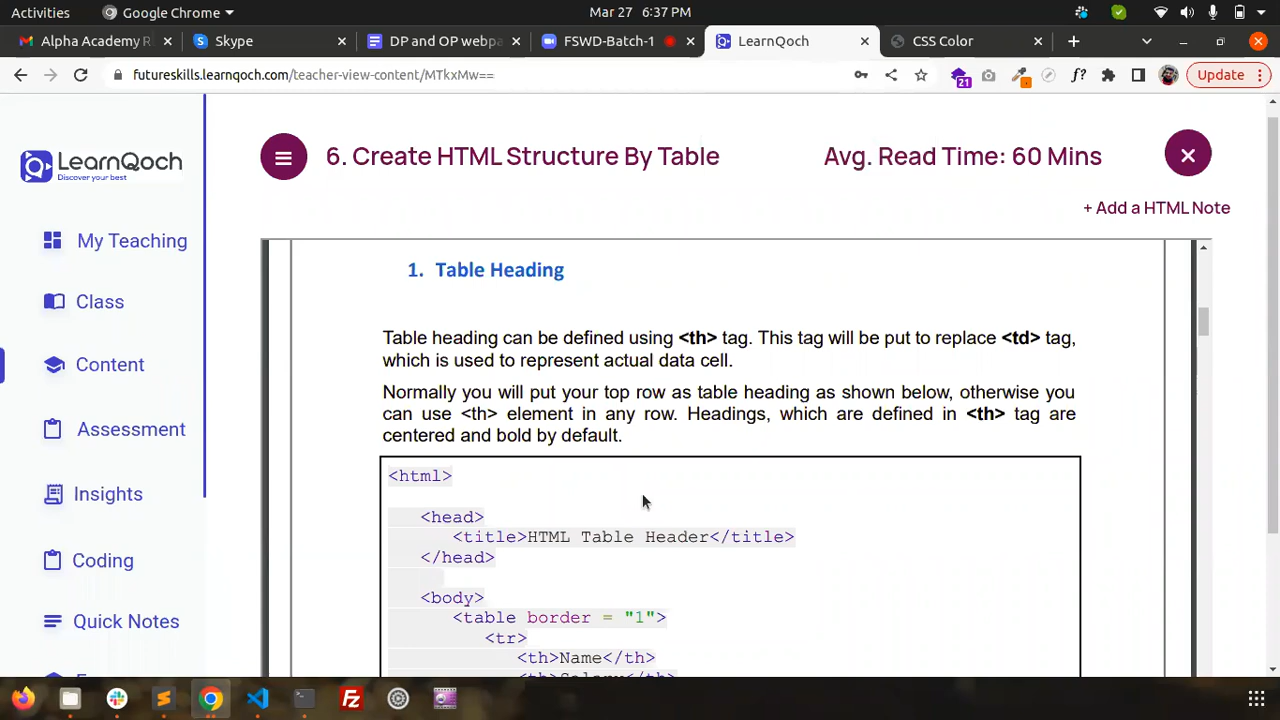 Activities
Google Chrome
Mar 27 6:37 PM
Alpha Academy R
Skype
DP and OP webpa
FSWD-Batch-1
LearnQoch
CSS Color
futureskills.learnqoch.com/teacher-view-content/MTkxMw==
21
f?
Update
LearnQoch
Discover your best
6. Create HTML Structure By Table
Avg. Read Time: 60 Mins
+ Add a HTML Note
My Teaching
Class
Content
Assessment
Insights
Coding
Quick Notes
1. Table Heading
Table heading can be defined using <th> tag. This tag will be put to replace <td> tag,
which is used to represent actual data cell.
Normally you will put your top row as table heading as shown below, otherwise you
can use <th> element in any row. Headings, which are defined in <th> tag are
centered and bold by default.
<html>
<head>
<title>HTML Table Header</title>
</head>
<body>
<table border = "1">
<tr>
<th>Name</th>
<th>Salary</th>